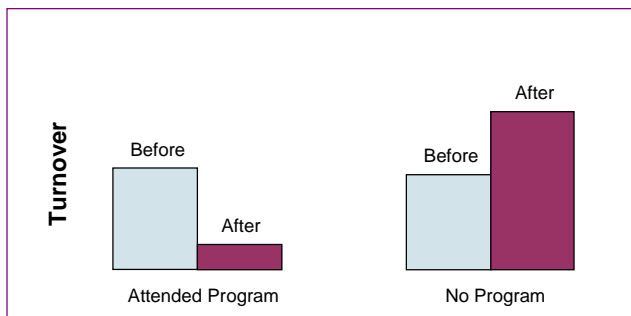 Turnover
Before
After
Attended Program
Before
After
No Program